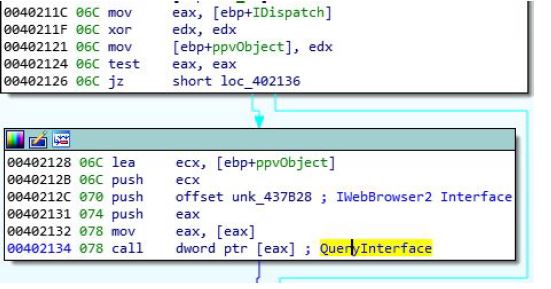 0040211C 06C mov eax, [ebp+IDispatch]
0040211F 06C xor edx, edx
00402121 06C mov [ebp+ppvObject], edx
00402124 06C test eax, eax
00402126 06C jz short loc_402136
00402128 06C lea ecx, [ebp+ppvObject]
0040212B 06C push ecx
0040212C 070 push offset unk_437B28 ; IWebBrowser2 Interface
00402131 074 push eax
00402132 078 mov eax, [eax]
00402134 078 call dword ptr [eax] ; QueryInterface